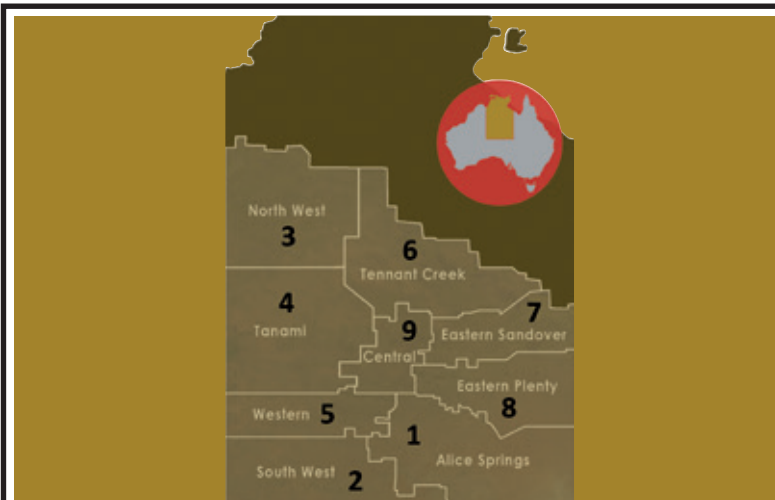 North West
3
6
Tennant Creek
4
Tanami
7
9
Eastern Sandover
Central
Eastern Plenty
8
Western 5
1
Alice Springs
South West
2